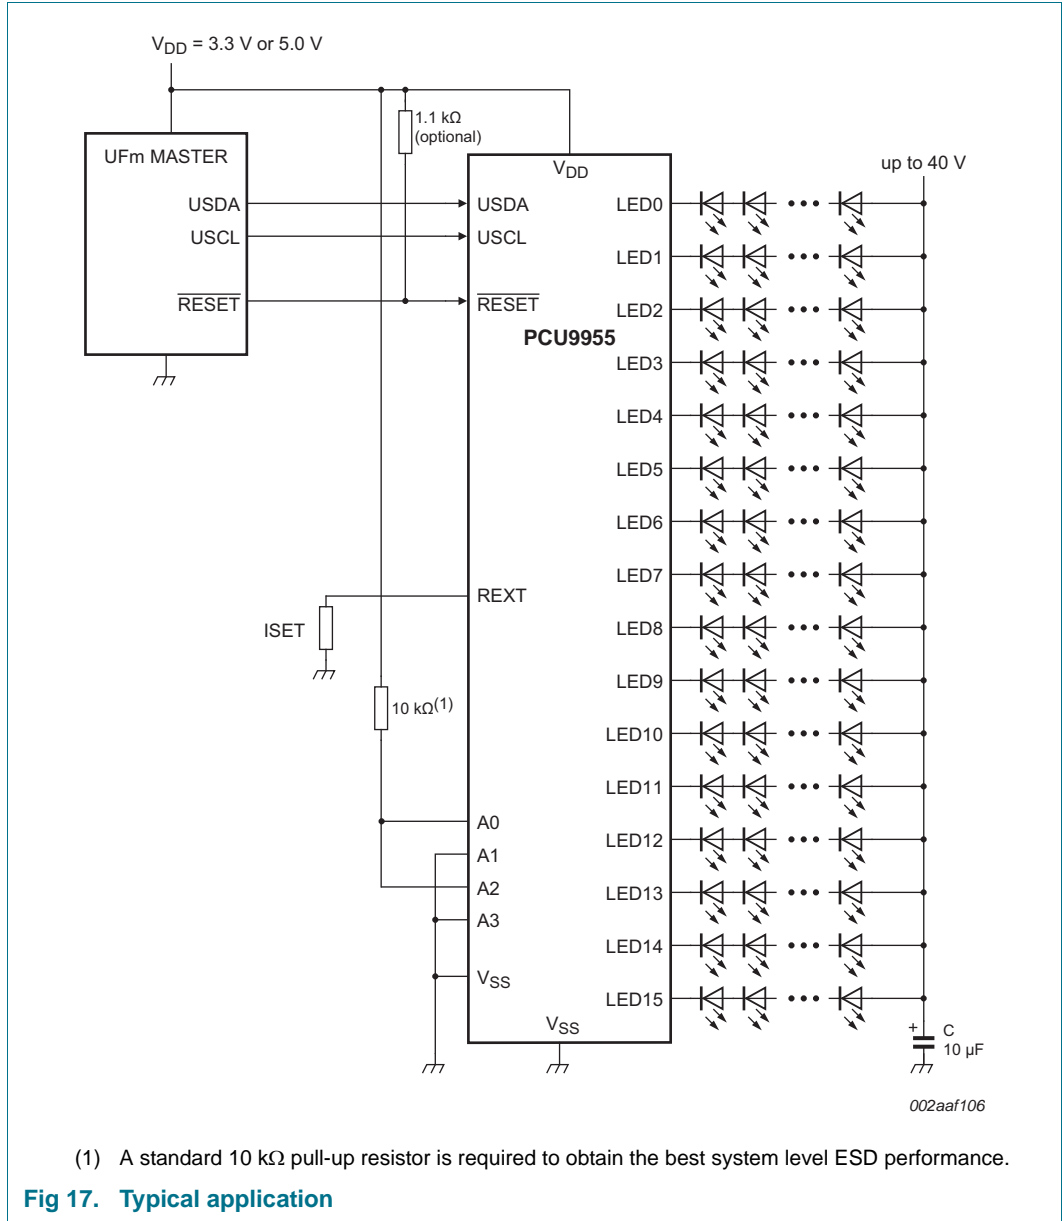 VDD = 3.3 V or 5.0 V
1.1 kΩ
(optional)
UFm MASTER
USDA
USCL
RESET
VDD
USDA
USCL
RESET
PCU9955
REXT
ISET
10 kΩ(1)
A0
A1
A2
A3
VSS
VSS
up to 40 V
LED0
LED1
LED2
LED3
LED4
LED5
LED6
LED7
LED8
LED9
LED10
LED11
LED12
LED13
LED14
LED15
+
C
10 μF
002aaf106
(1) A standard 10 kΩ pull-up resistor is required to obtain the best system level ESD performance.
Fig 17. Typical application